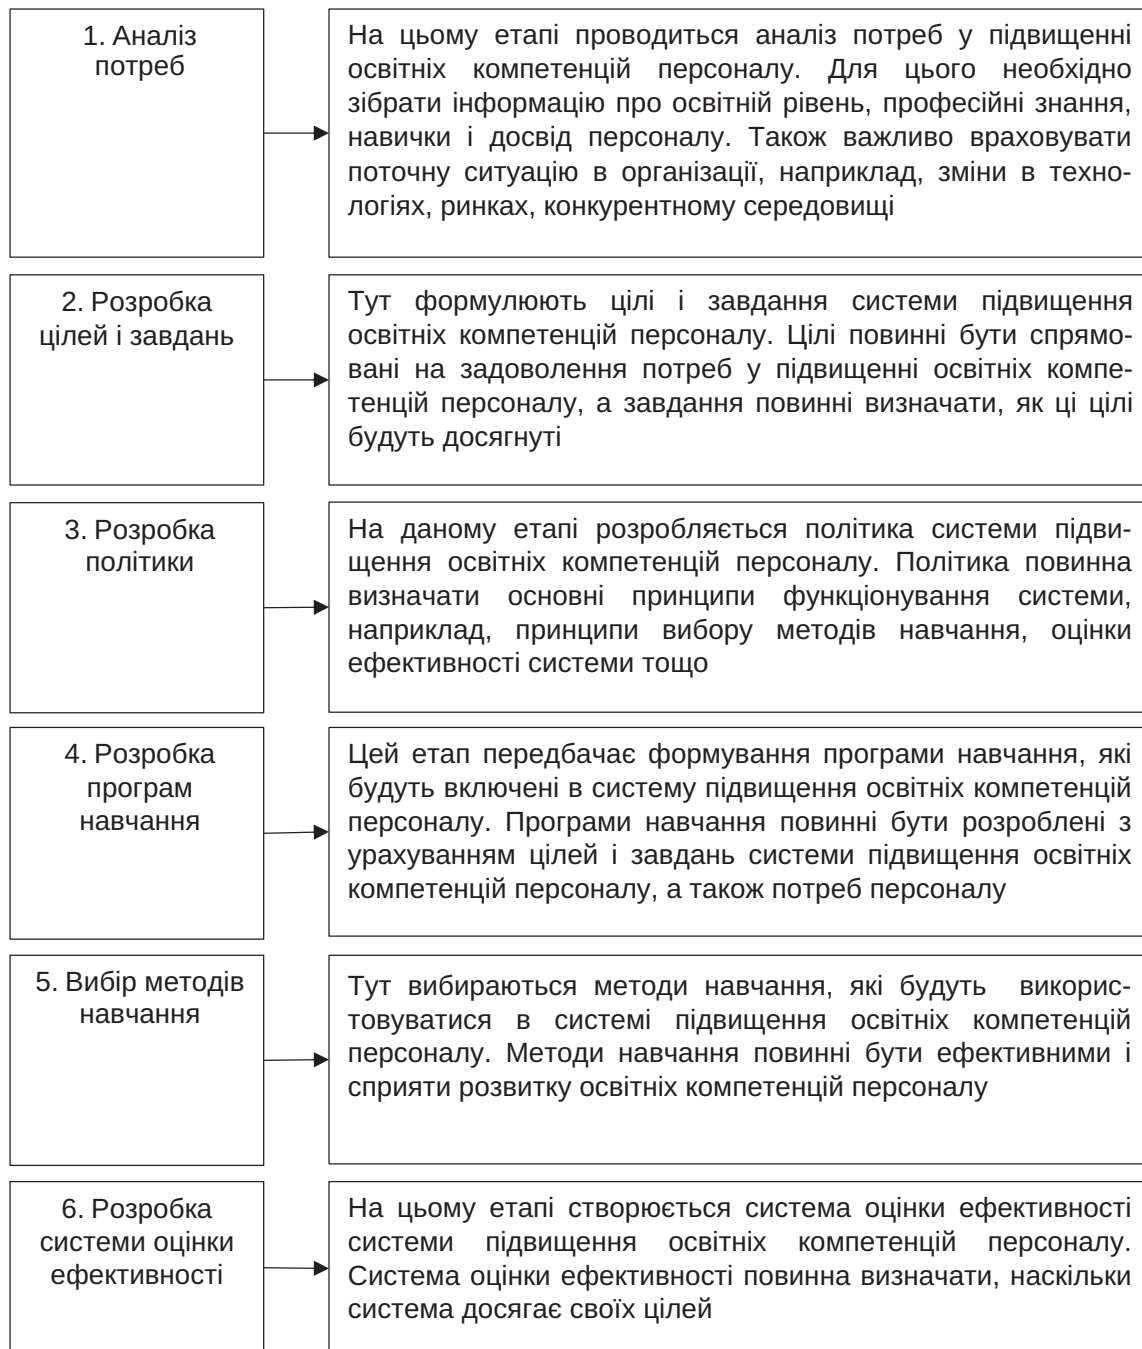 1. Аналіз
потреб
На цьому етапі проводиться аналіз потреб у підвищенні
освітніх компетенцій персоналу. Для цього необхідно
зібрати інформацію про освітній рівень, професійні знання,
навички і досвід персоналу. Також важливо враховувати
поточну ситуацію в організації, наприклад, зміни в техно-
логіях, ринках, конкурентному середовищі
2. Розробка
цілей і завдань
Тут формулюють цілі і завдання системи підвищення
освітніх компетенцій персоналу. Цілі повинні бути спрямо-
вані на задоволення потреб у підвищенні освітніх компе-
тенцій персоналу, а завдання повинні визначати, як ці цілі
будуть досягнуті
3. Розробка
політики
На даному етапі розробляється політика системи підви-
щення освітніх компетенцій персоналу. Політика повинна
визначати основні принципи функціонування системи,
наприклад, принципи вибору методів навчання, оцінки
ефективності системи тощо
4. Розробка
програм
навчання
Цей етап передбачає формування програми навчання, які
будуть включені в систему підвищення освітніх компетенцій
персоналу. Програми навчання повинні бути розроблені з
урахуванням цілей і завдань системи підвищення освітніх
компетенцій персоналу, а також потреб персоналу
5. Вибір методів
навчання
Тут вибираються методи навчання, які будуть викорис-
товуватися в системі підвищення освітніх компетенцій
персоналу. Методи навчання повинні бути ефективними і
сприяти розвитку освітніх компетенцій персоналу
6. Розробка
системи оцінки
ефективності
На цьому етапі створюється система оцінки ефективності
системи підвищення освітніх компетенцій персоналу.
Система оцінки ефективності повинна визначати, наскільки
система досягає своїх цілей